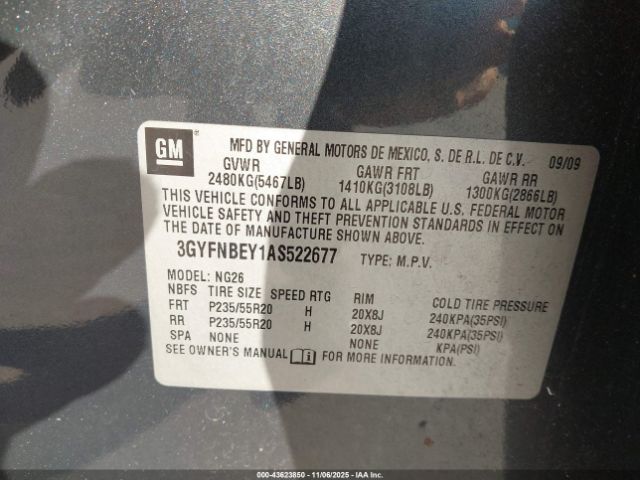 GM®
MFD BY GENERAL MOTORS DE MEXICO, S. DE R.L. DE C.V. 09/09
GVWR GAWR FRT GAWR RR
2480KG(5467LB) 1410KG(3108LB) 1300KG(2866LB)
THIS VEHICLE CONFORMS TO ALL APPLICABLE U.S. FEDERAL MOTOR
VEHICLE SAFETY AND THEFT PREVENTION STANDARDS IN EFFECT ON
THE DATE OF MANUFACTURE SHOWN ABOVE.
3GYFNBEY1AS522677 TYPE: M.P.V.
MODEL: NG26
NBFS TIRE SIZE SPEED RTG RIM COLD TIRE PRESSURE
FRT P235/55R20 H 20X8J 240KPA(35PSI)
RR P235/55R20 H 20X8J 240KPA(35PSI)
SPA NONE NONE KPA(PSI)
SEE OWNER'S MANUAL i FOR MORE INFORMATION.
000-43623850 - 11/06/2025 - IAA Corp.